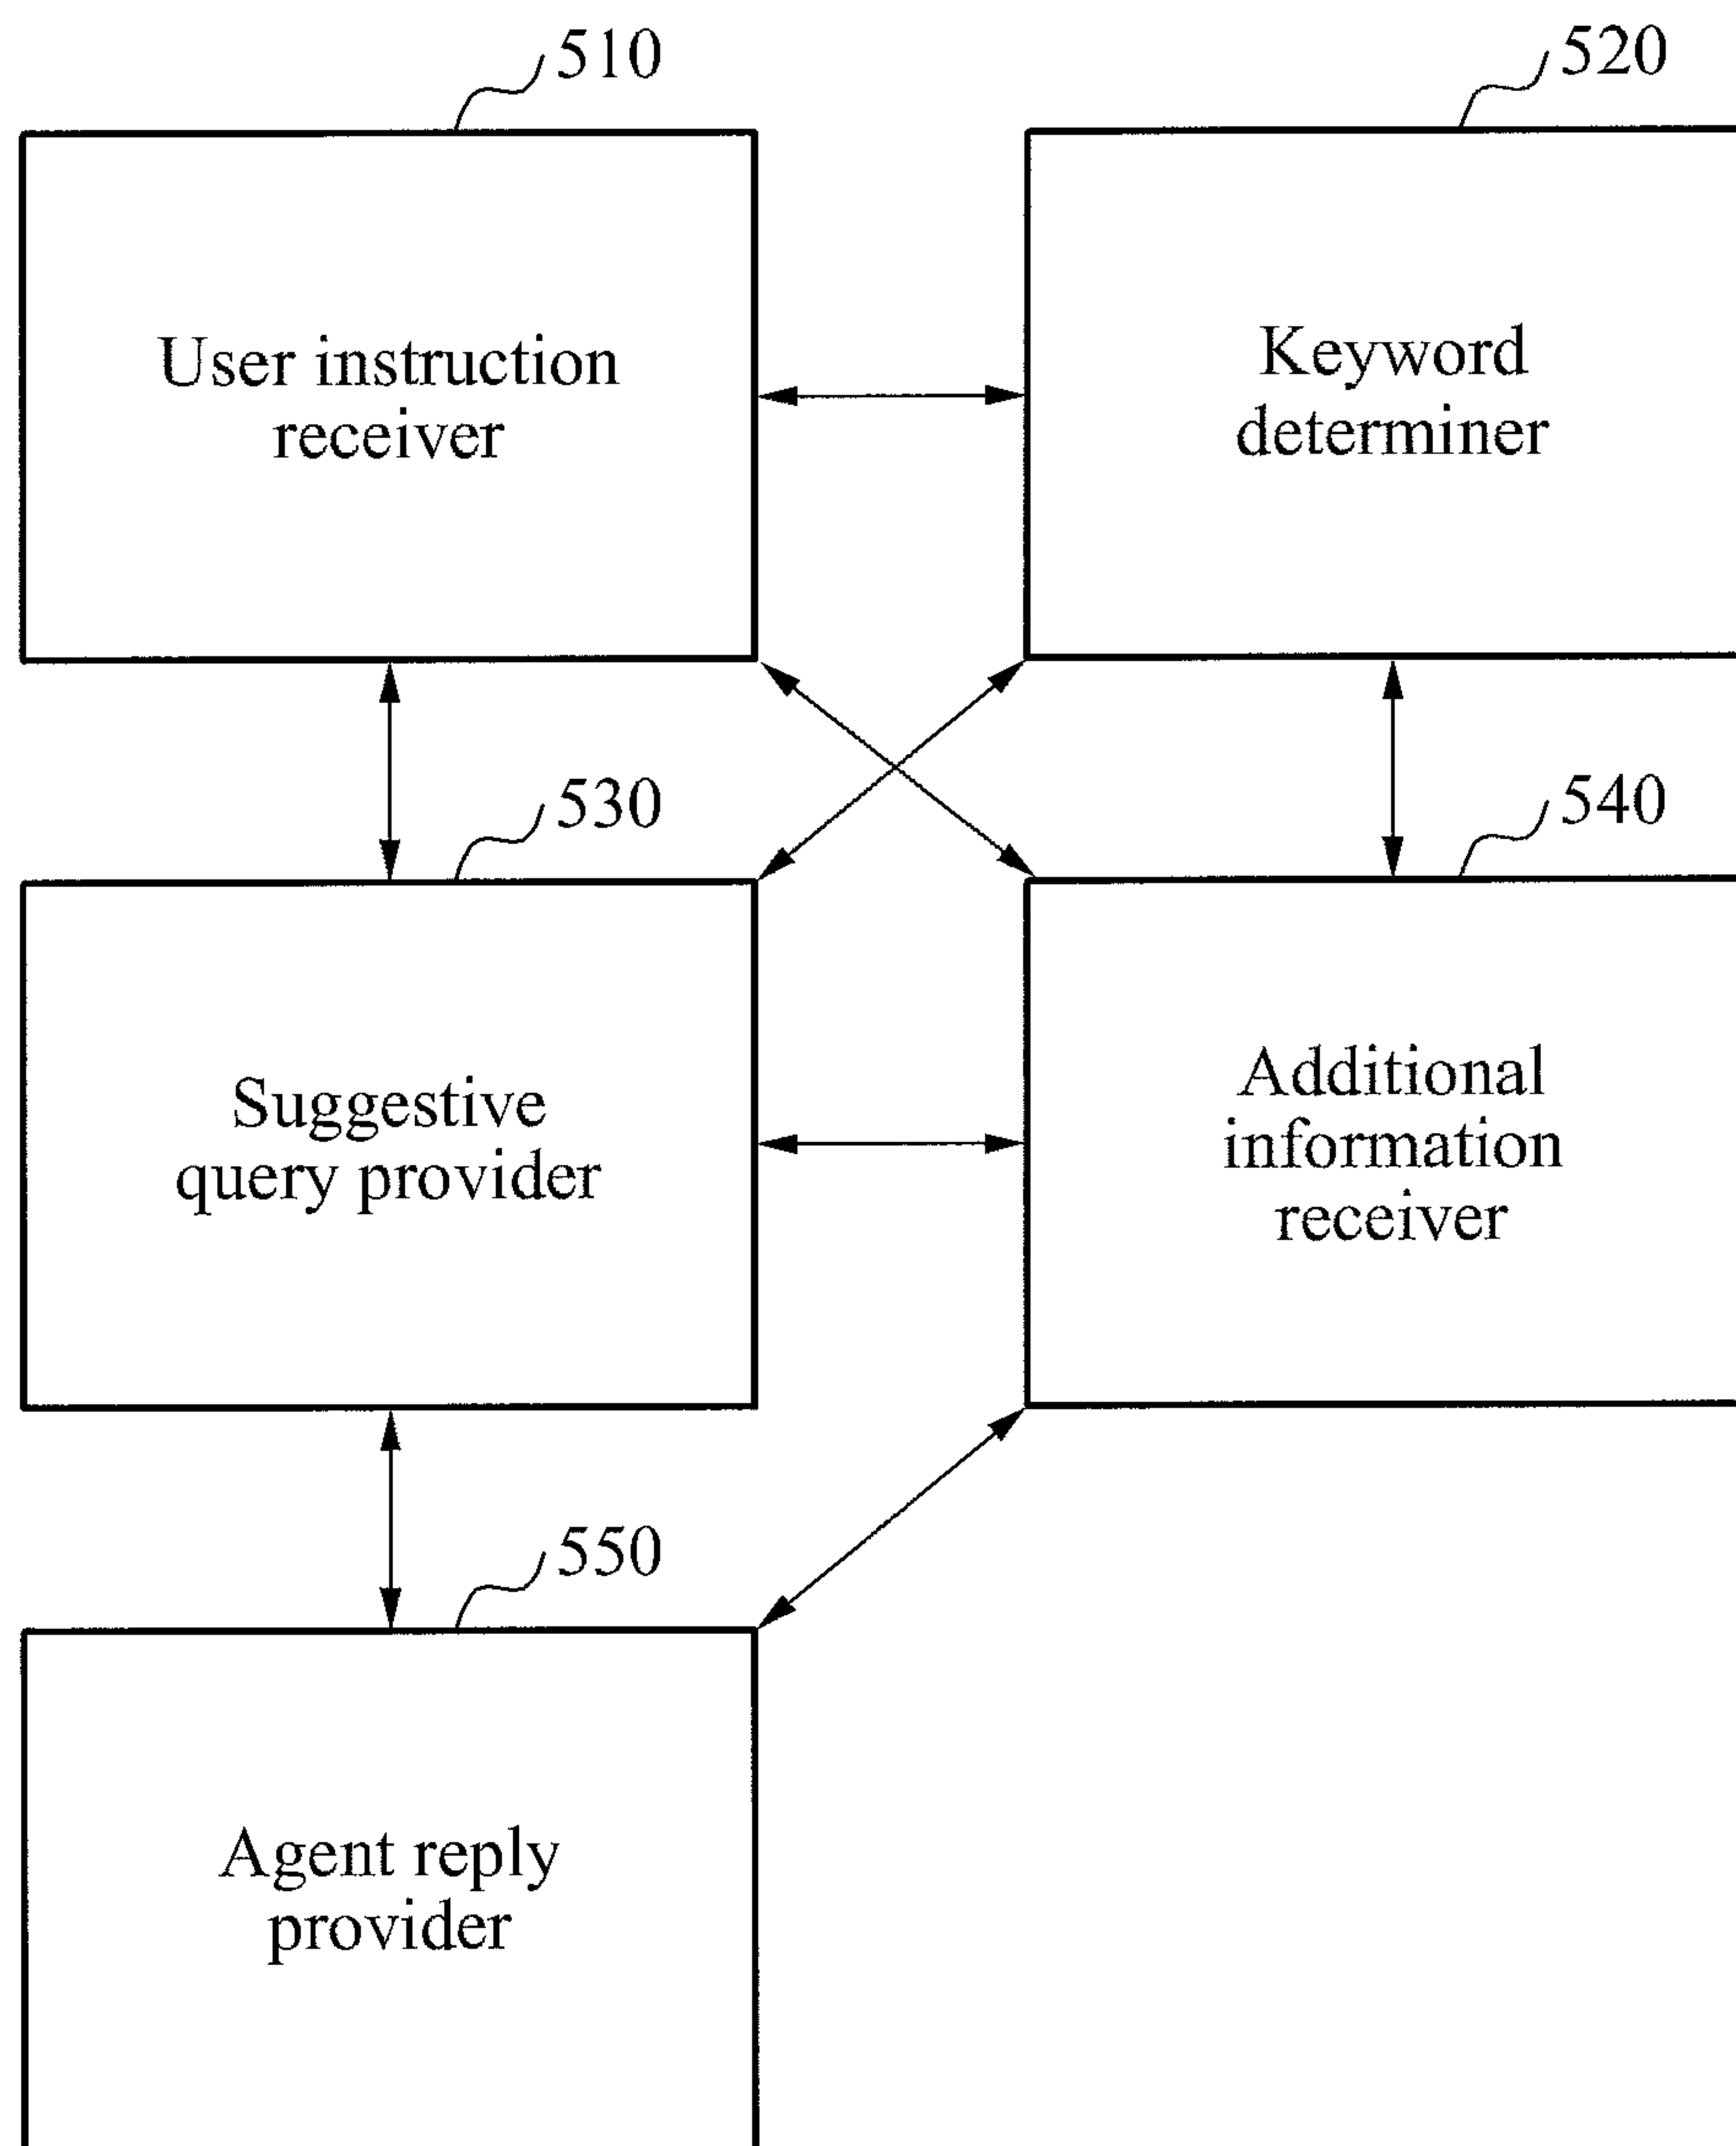 510
520
User instruction
receiver
Keyword
determiner
530
540
Suggestive
query provider
Additional
information
receiver
550
Agent reply
provider